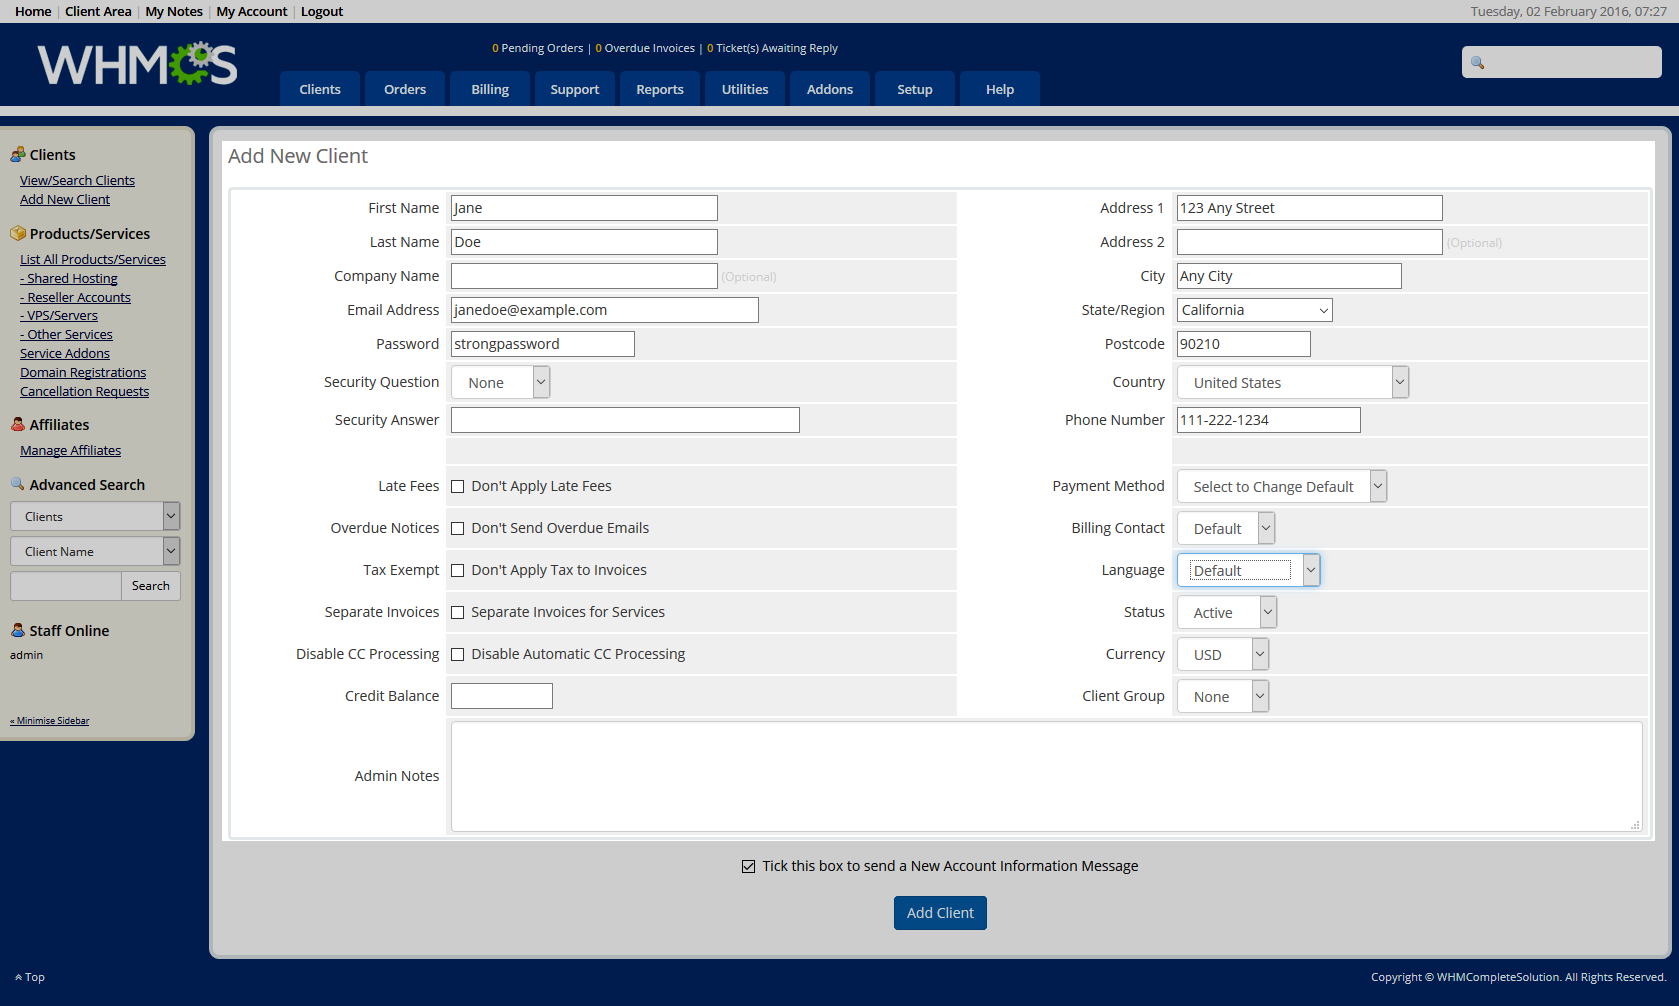 Home | Client Area | My Notes | My Account | Logout
Tuesday, 02 February 2016, 07:27
WHMCS
0 Pending Orders | 0 Overdue Invoices | 0 Ticket(s) Awaiting Reply
Clients Orders Billing Support Reports Utilities Addons Setup Help
Clients
View/Search Clients
Add New Client
Products/Services
List All Products/Services
- Shared Hosting
- Reseller Accounts
- VPS/Servers
- Other Services
Service Addons
Domain Registrations
Cancellation Requests
Affiliates
Manage Affiliates
Advanced Search
Clients
Client Name
Search
Staff Online
admin
« Minimise Sidebar
Add New Client
First Name Jane Address 1 123 Any Street
Last Name Doe Address 2 (Optional)
Company Name (Optional) City Any City
Email Address janedoe@example.com State/Region California
Password strongpassword Postcode 90210
Security Question None Country United States
Security Answer Phone Number 111-222-1234
Late Fees Don't Apply Late Fees Payment Method Select to Change Default
Overdue Notices Don't Send Overdue Emails Billing Contact Default
Tax Exempt Don't Apply Tax to Invoices Language Default
Separate Invoices Separate Invoices for Services Status Active
Disable CC Processing Disable Automatic CC Processing Currency USD
Credit Balance Client Group None
Admin Notes
Tick this box to send a New Account Information Message
Add Client
Top
Copyright © WHMCompleteSolution. All Rights Reserved.